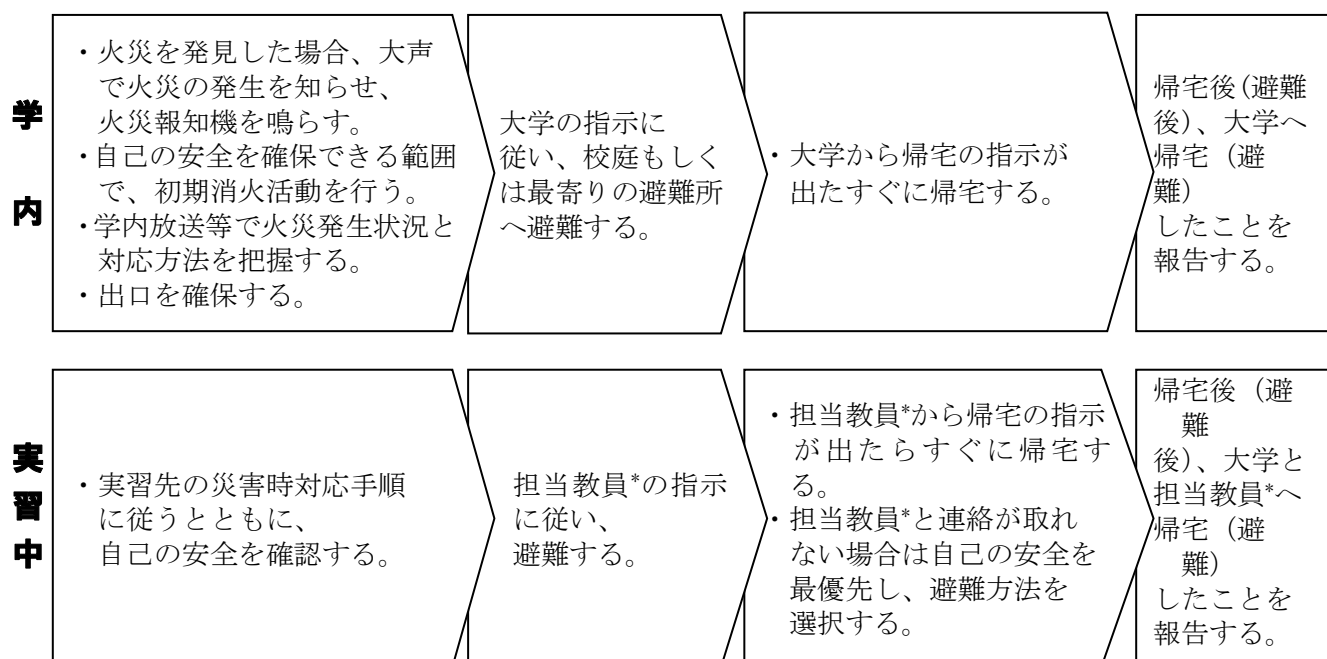 学
内
・火災を発見した場合、大声
で火災の発生を知らせ、
火災報知機を鳴らす。
・自己の安全を確保できる範囲
で、初期消火活動を行う。
・学内放送等で火災発生状況と
対応方法を把握する。
・出口を確保する。
大学の指示に
従い、校庭もしく
は最寄りの避難所
へ避難する。
・大学から帰宅の指示が
出たすぐに帰宅する。
帰宅後(避難
後)、大学へ
帰宅（避
難）
したことを
報告する。
実
習
中
・実習先の災害時対応手順
に従うとともに、
自己の安全を確認する。
担当教員*の指示
に従い、
避難する。
・担当教員*から帰宅の指示
が出たらすぐに帰宅す
る。
・担当教員*と連絡が取れ
ない場合は自己の安全を
最優先し、避難方法を
選択する。
帰宅後（避
難
後)、大学と
担当教員*へ
帰宅（避
難）
したことを
報告する。